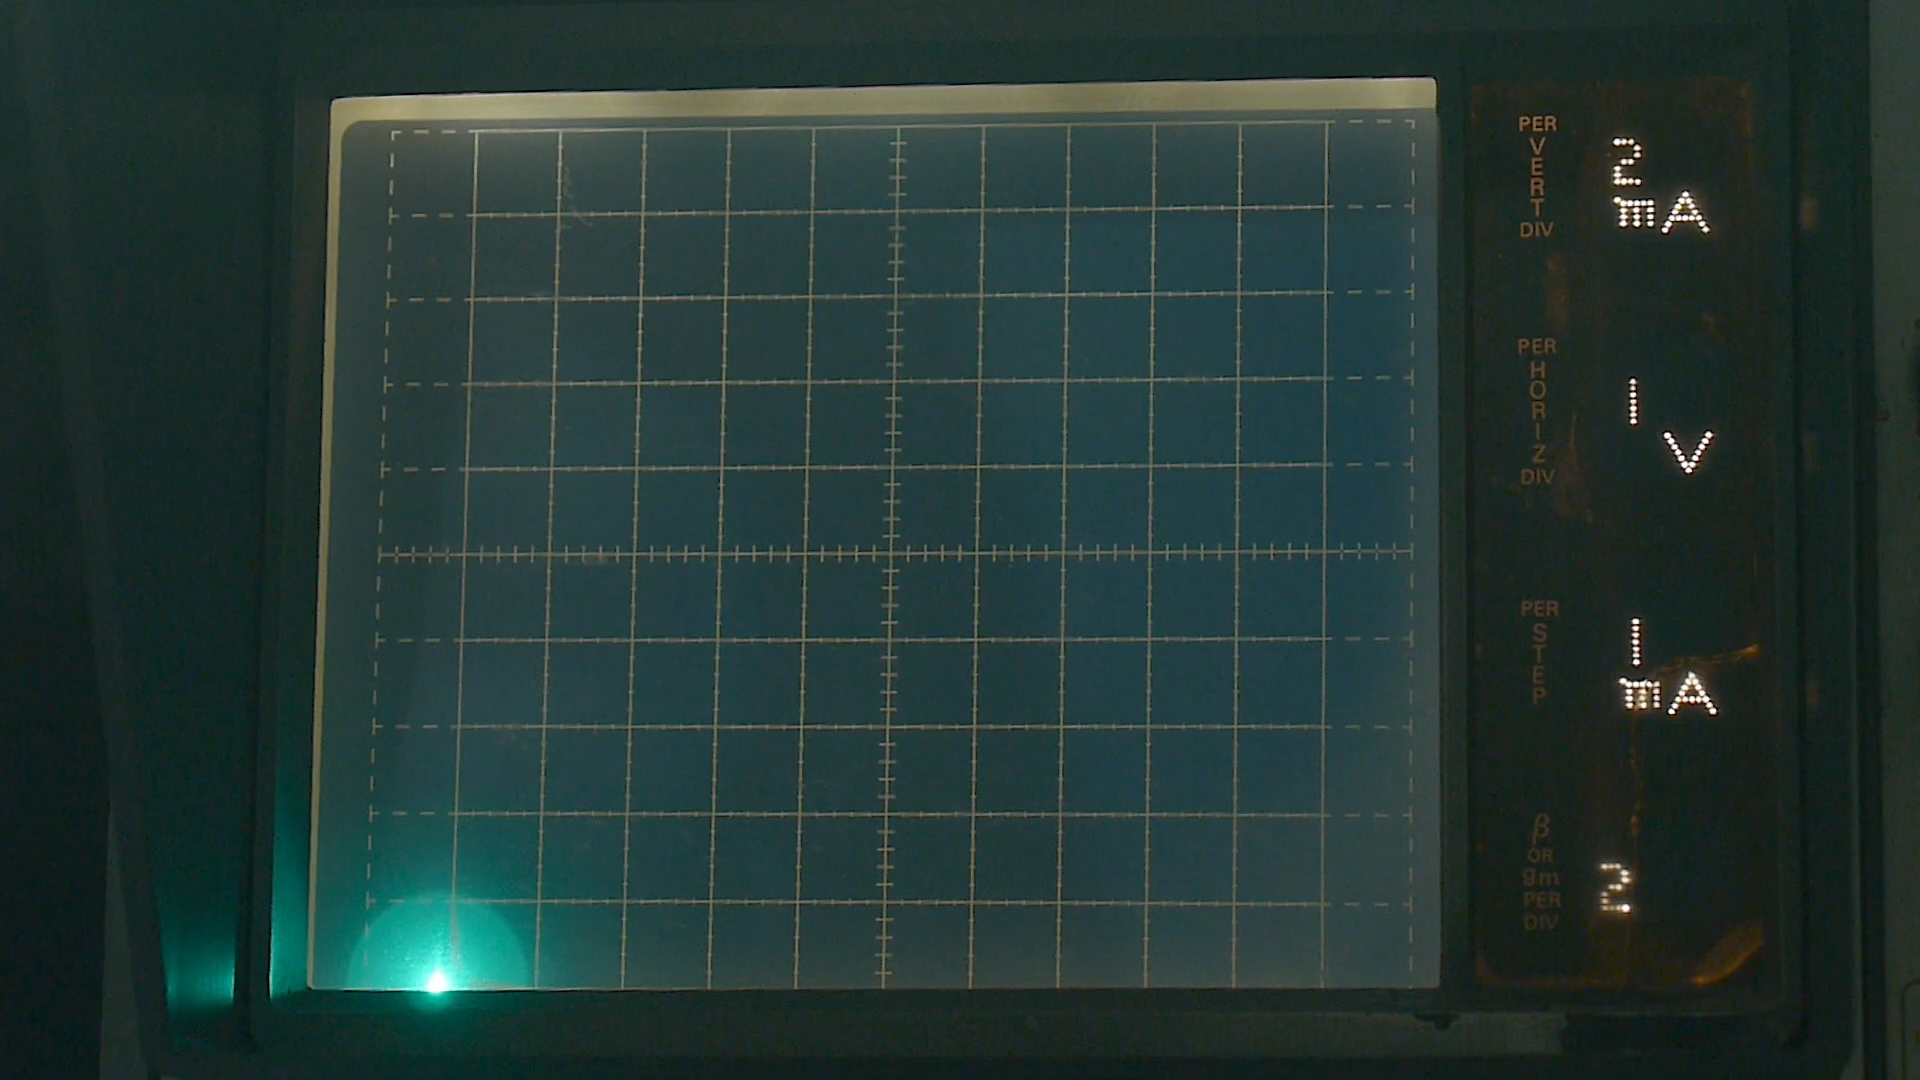 PER
VERT
DIV
2
mA
PER
HORIZ
DIV
1
V
PER
STEP
1
mA
β
OR
gm
PER
DIV
2